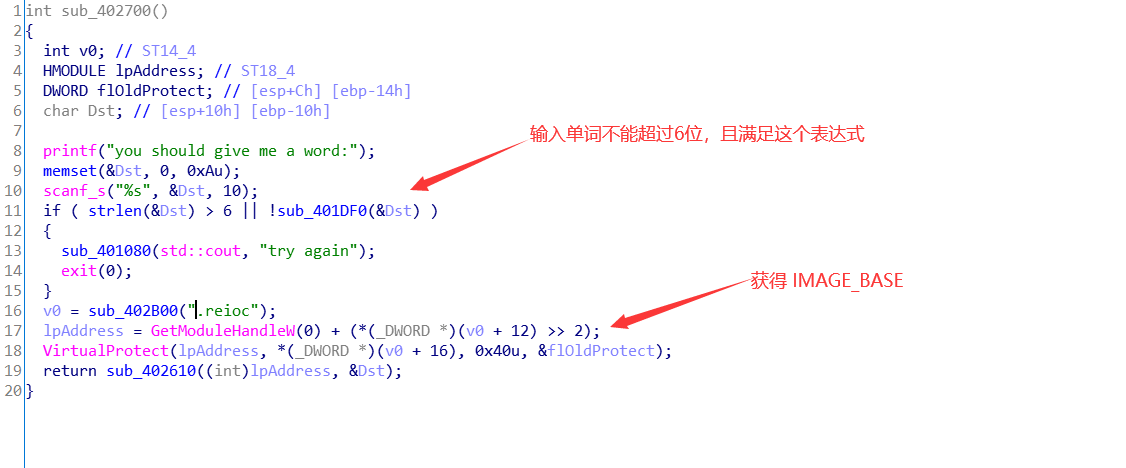 1 int sub_402700()
2 {
3 int v0; // ST14_4
4 HMODULE lpAddress; // ST18_4
5 DWORD flOldProtect; // [esp+Ch] [ebp-14h]
6 char Dst; // [esp+10h] [ebp-10h]
7
输入单词不能超过6位，且满足这个表达式
8 printf("you should give me a word:");
9 memset(&Dst, 0, 0xAu);
10 scanf_s("%s", &Dst, 10);
11 if ( strlen(&Dst) > 6 || !sub_401DF0(&Dst) )
12 {
13 sub_401080(std::cout, "try again");
14 exit(0);
15 }
获得 IMAGE_BASE
16 v0 = sub_402B00(".reioc");
17 lpAddress = GetModuleHandleW(0) + (*(_DWORD *)(v0 + 12) >> 2);
18 VirtualProtect(lpAddress, *(_DWORD *)(v0 + 16), 0x40u, &flOldProtect);
19 return sub_402610((int)lpAddress, &Dst);
20 }